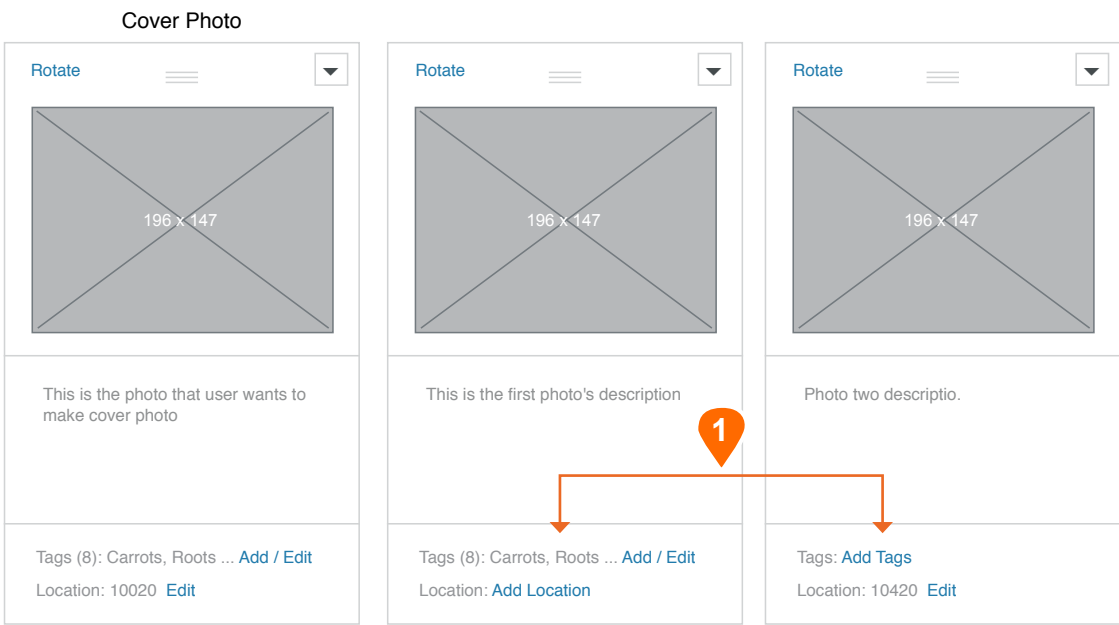 Cover Photo
Rotate
196 x 147
This is the photo that user wants to
make cover photo
Tags (8): Carrots, Roots ... Add / Edit
Location: 10020 Edit
Rotate
196 x 147
This is the first photo's description
1
Tags (8): Carrots, Roots ... Add / Edit
Location: Add Location
Rotate
196 x 147
Photo two descriptio.
Tags: Add Tags
Location: 10420 Edit